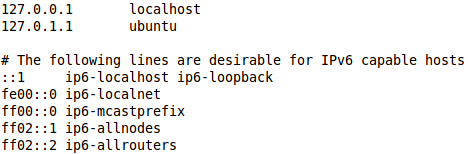 127.0.0.1       localhost
127.0.1.1       ubuntu

# The following lines are desirable for IPv6 capable hosts
::1     ip6-localhost ip6-loopback
fe00::0 ip6-localnet
ff00::0 ip6-mcastprefix
ff02::1 ip6-allnodes
ff02::2 ip6-allrouters